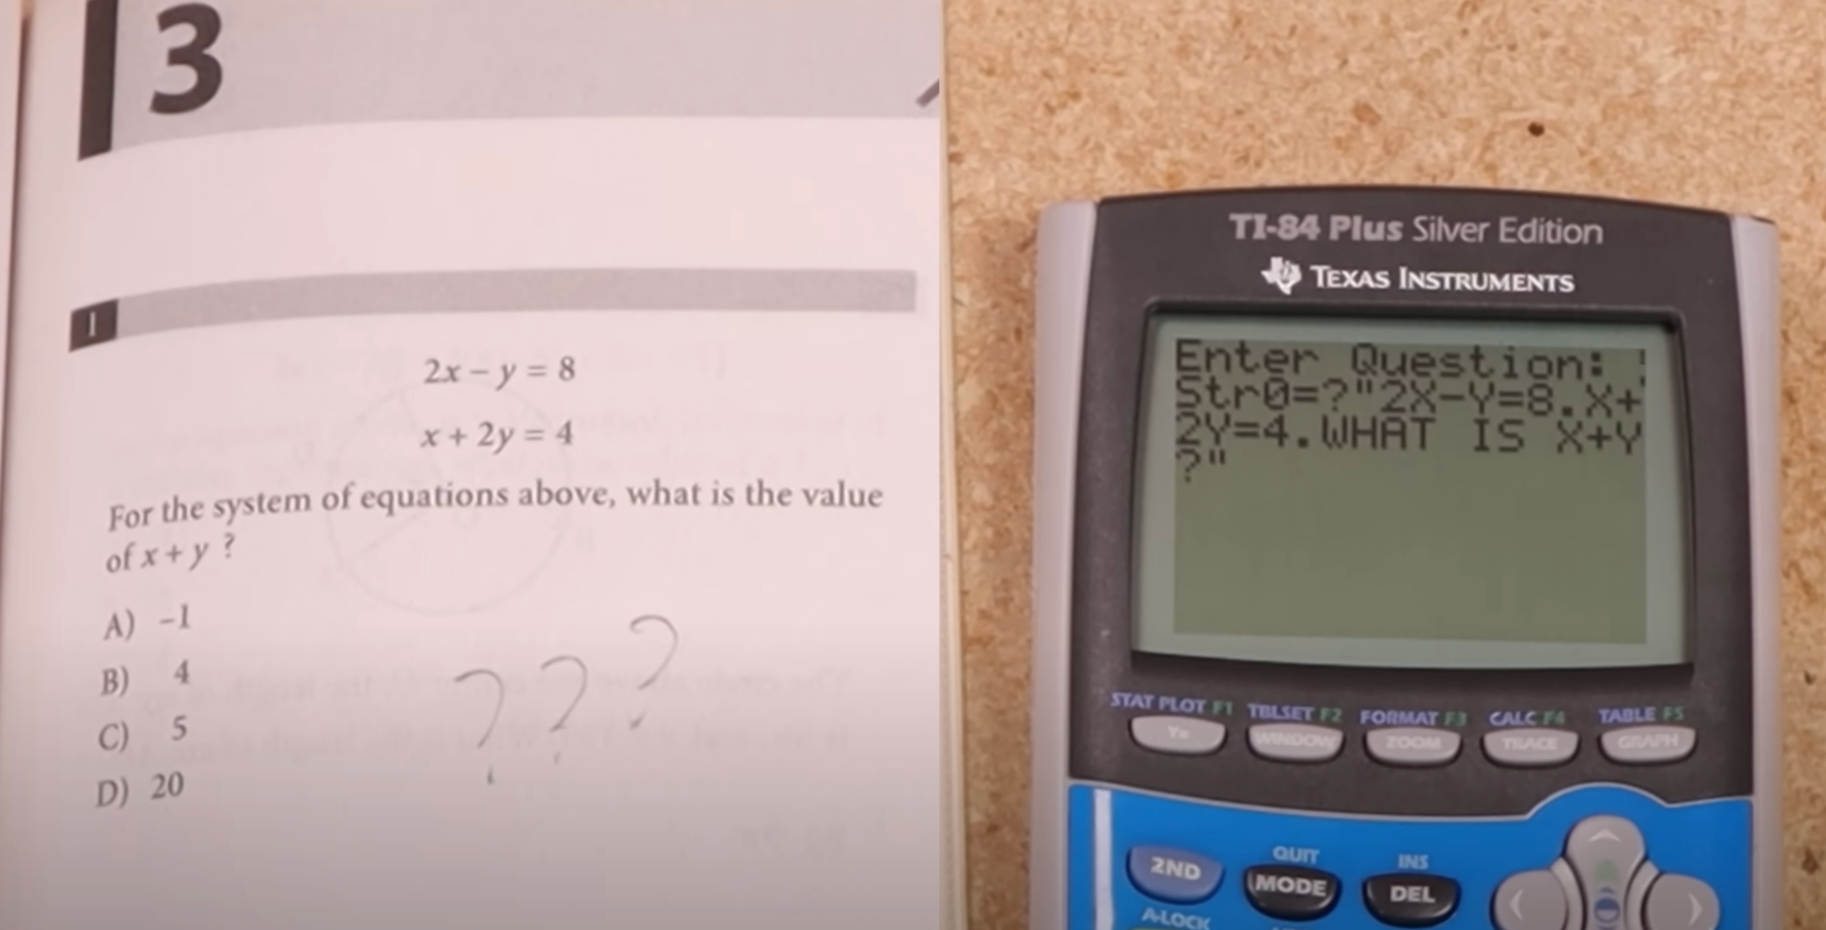 3
1
2x – y = 8
x + 2y = 4
For the system of equations above, what is the value
of x + y ?
A) –1
B) 4
C) 5
D) 20
? ? ?
TI-84 Plus Silver Edition
TEXAS INSTRUMENTS
Enter Question:
Str0=?"2X-Y=8.X+
2Y=4.WHAT IS X+Y
?"
STAT PLOT F1 TBLSET F2 FORMAT F3 CALC F4 TABLE F5
Y= WINDOW ZOOM TRACE GRAPH
QUIT INS
2ND MODE DEL
A-LOCK